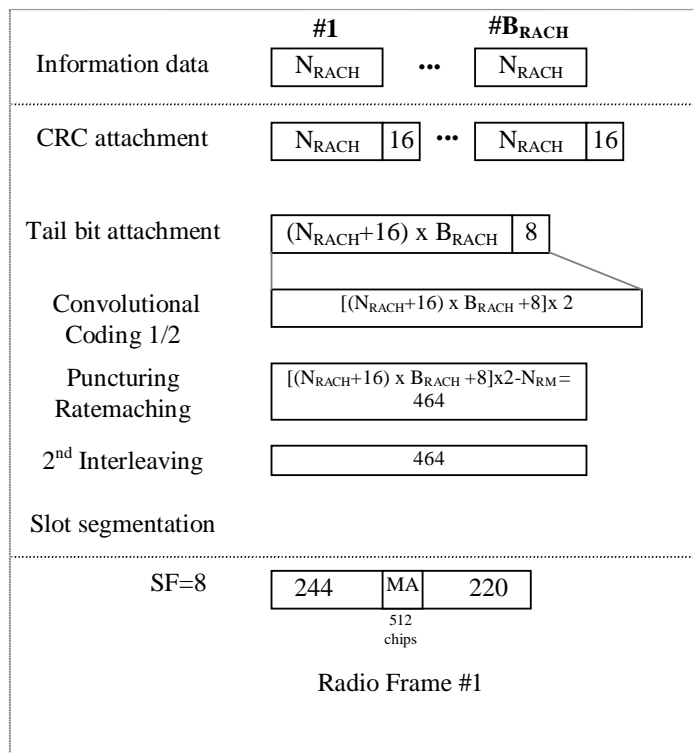 #1 #B_RACH
Information data N_RACH ... N_RACH
CRC attachment N_RACH 16 ... N_RACH 16
Tail bit attachment (N_RACH+16) x B_RACH 8
Convolutional
Coding 1/2
[(N_RACH+16) x B_RACH +8]x 2
Puncturing
Ratemaching
[(N_RACH+16) x B_RACH +8]x2-N_RM =
464
2nd Interleaving 464
Slot segmentation
SF=8 244 MA 220
512
chips
Radio Frame #1